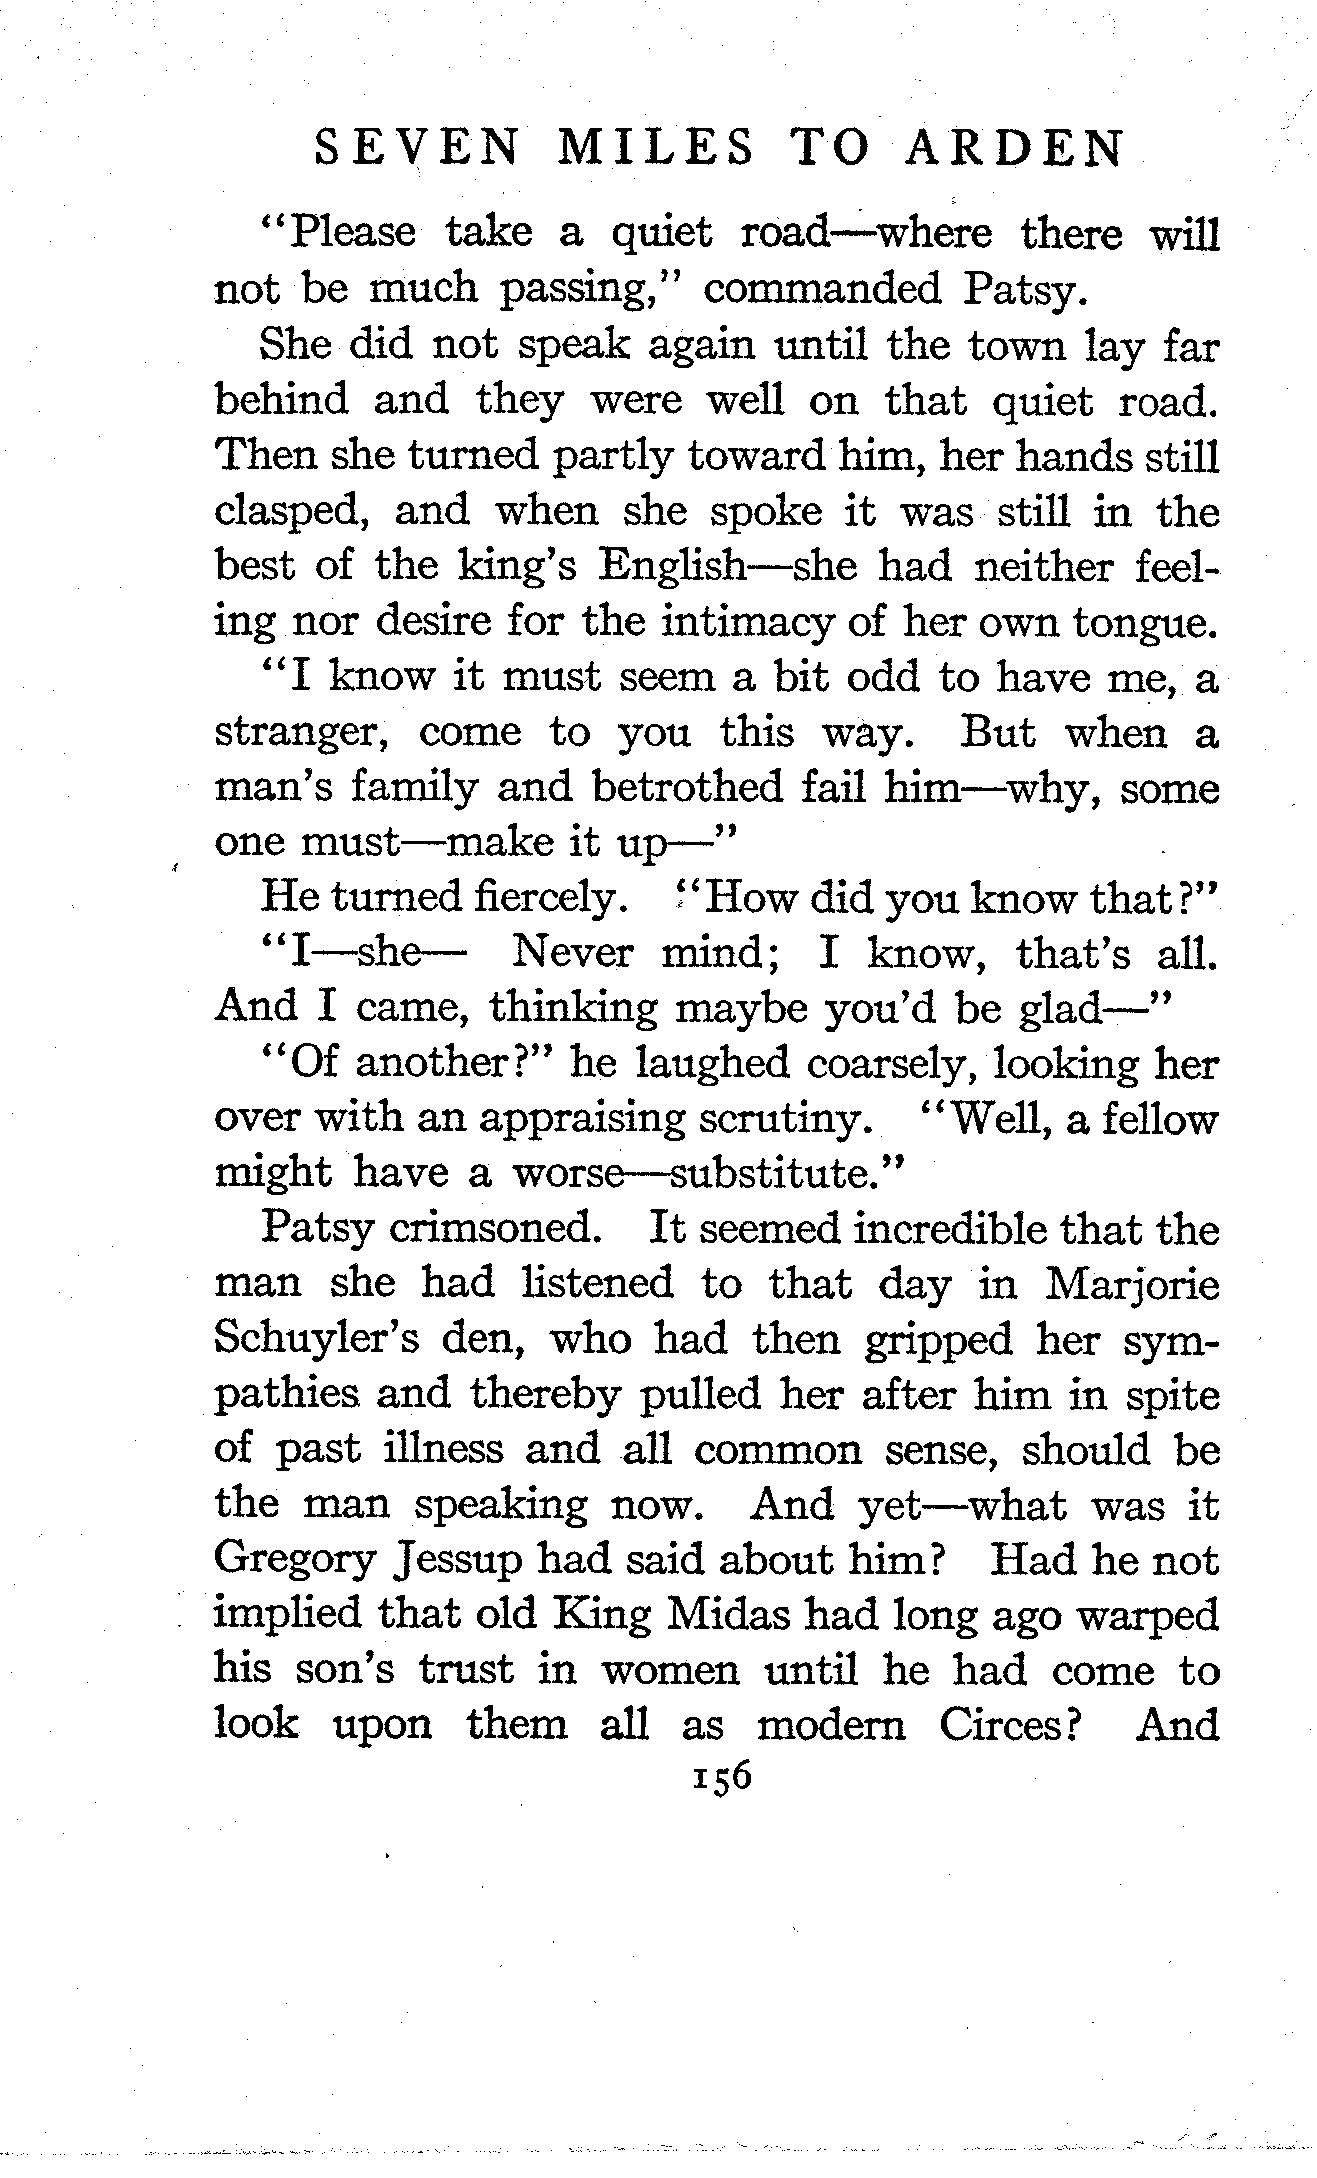 SEVEN MILES TO ARDEN
“Please take a quiet road—where there will
not be much passing,” commanded Patsy.
She did not speak again until the town lay far
behind and they were well on that quiet road.
Then she turned partly toward him, her hands still
clasped, and when she spoke it was still in the
best of the king’s English—she had neither feel-
ing nor desire for the intimacy of her own tongue.
“I know it must seem a bit odd to have me, a
stranger, come to you this way. But when a
man’s family and betrothed fail him—why, some
one must—make it up—”
He turned fiercely. “How did you know that?”
“I—she— Never mind; I know, that’s all.
And I came, thinking maybe you’d be glad—”
“Of another?” he laughed coarsely, looking her
over with an appraising scrutiny. “Well, a fellow
might have a worse—substitute.”
Patsy crimsoned. It seemed incredible that the
man she had listened to that day in Marjorie
Schuyler’s den, who had then gripped her sym-
pathies and thereby pulled her after him in spite
of past illness and all common sense, should be
the man speaking now. And yet—what was it
Gregory Jessup had said about him? Had he not
implied that old King Midas had long ago warped
his son’s trust in women until he had come to
look upon them all as modern Circes? And
156